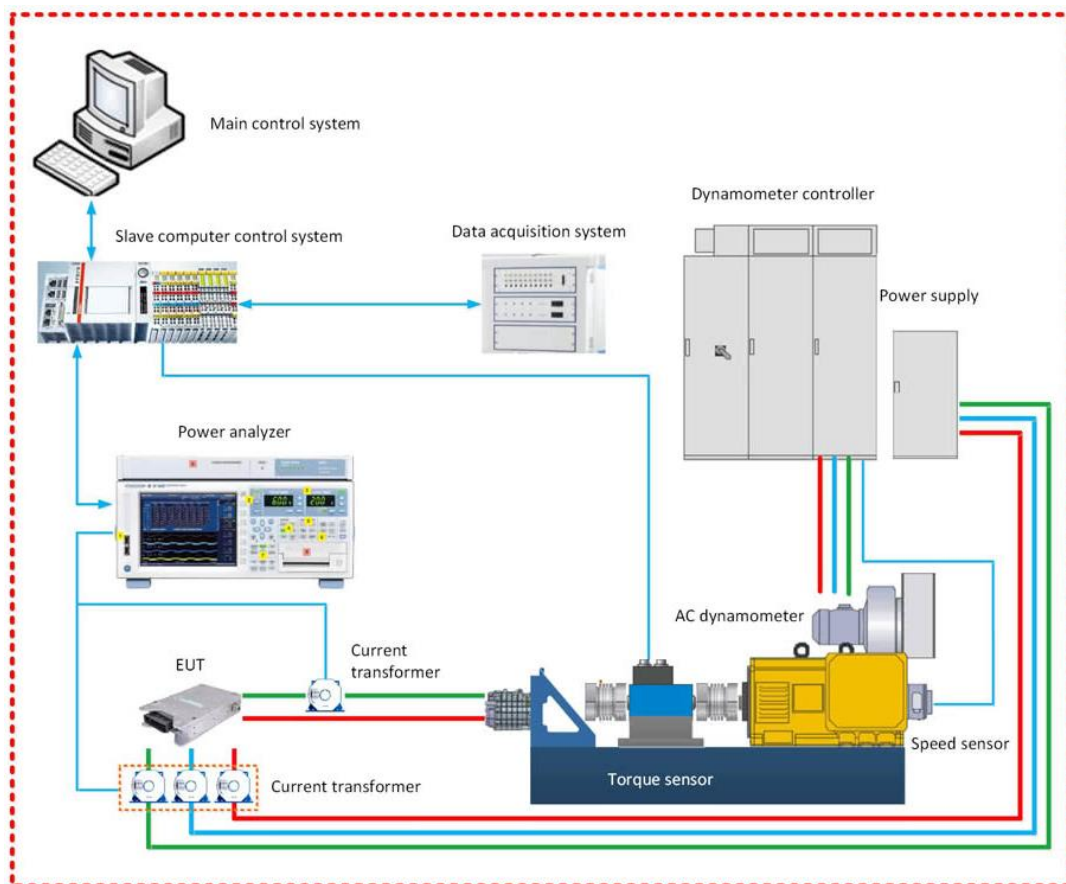 Main control system
Dynamometer controller
Slave computer control system
Data acquisition system
Power supply
Power analyzer
AC dynamometer
EUT
Current
transformer
Speed sensor
Torque sensor
Current transformer